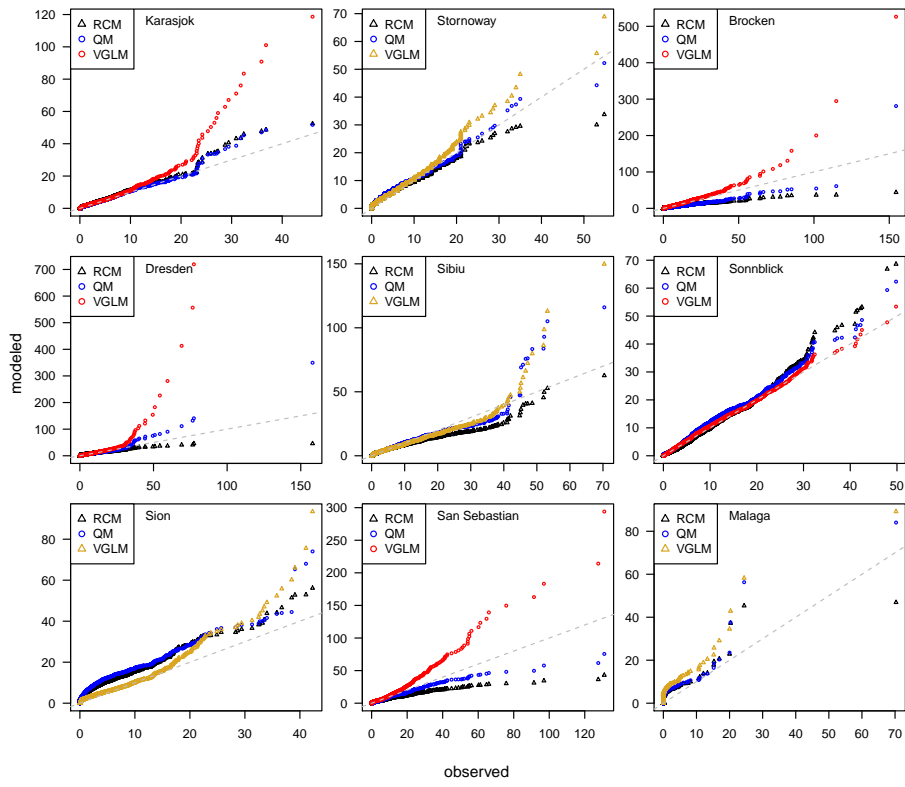 Karasjok
RCM
QM
VGLM
0 20 40 60 80 100 120
0 10 20 30 40
Stornoway
RCM
QM
VGLM
0 10 20 30 40 50 60 70
0 10 20 30 40 50
Brocken
RCM
QM
VGLM
0 100 200 300 400 500
0 50 100 150
Dresden
RCM
QM
VGLM
0 100 200 300 400 500 600 700
0 50 100 150
Sibiu
RCM
QM
VGLM
0 50 100 150
0 10 20 30 40 50 60 70
Sonnblick
RCM
QM
VGLM
0 10 20 30 40 50 60 70
0 10 20 30 40 50
Sion
RCM
QM
VGLM
0 20 40 60 80
0 10 20 30 40
San Sebastian
RCM
QM
VGLM
0 50 100 150 200 250 300
0 20 40 60 80 100 120
Malaga
RCM
QM
VGLM
0 20 40 60 80
0 10 20 30 40 50 60 70
modeled
observed